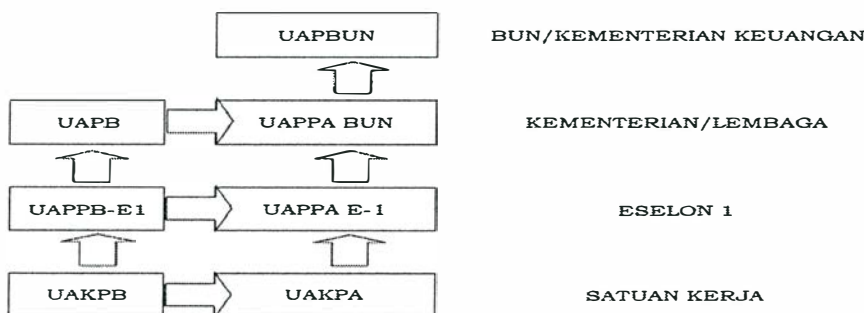 UAPBUN BUN/KEMENTERIAN KEUANGAN
UAPB UAPPA BUN KEMENTERIAN/LEMBAGA
UAPPB-E1 UAPPA E-1 ESELON 1
UAKPB UAKPA SATUAN KERJA